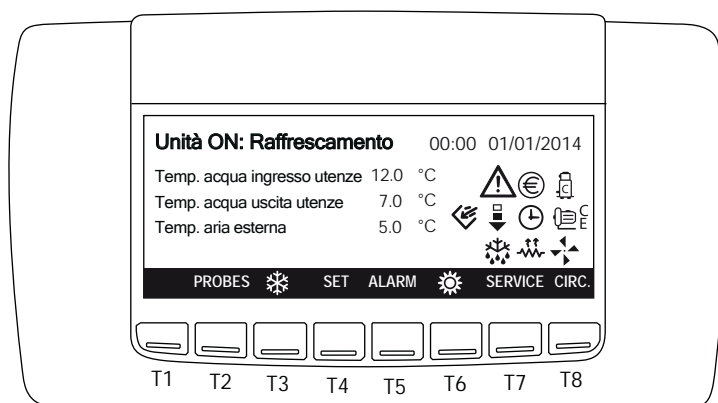 Unità ON: Raffrescamento 00:00 01/01/2014
Temp. acqua ingresso utenze 12.0 °C
Temp. acqua uscita utenze 7.0 °C
Temp. aria esterna 5.0 °C
€ C
C
E
PROBES SET ALARM SERVICE CIRC.
T1 T2 T3 T4 T5 T6 T7 T8